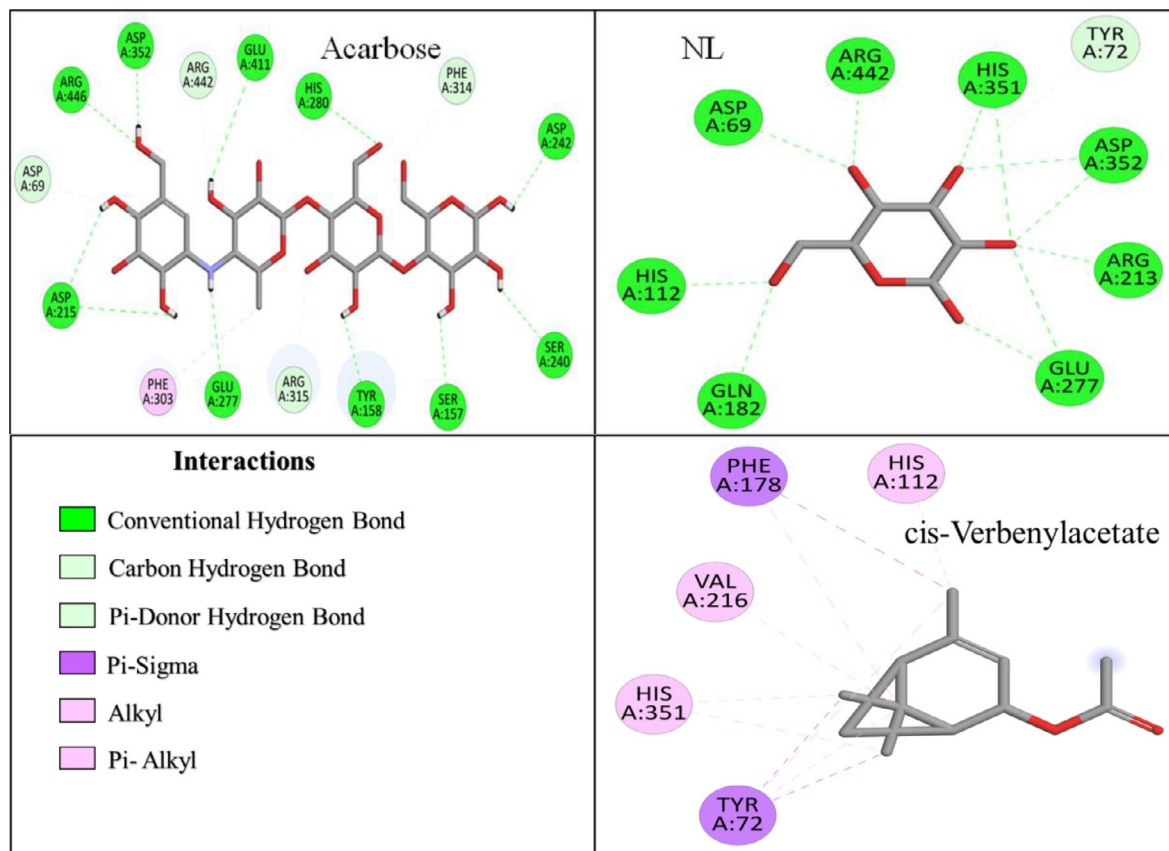 Acarbose
ASP
A:352
ARG
A:442
GLU
A:411
ARG
A:446
HIS
A:280
PHE
A:314
ASP
A:242
ASP
A:69
ASP
A:215
PHE
A:303
GLU
A:277
ARG
A:315
TYR
A:158
SER
A:157
SER
A:240
NL
TYR
A:72
ARG
A:442
HIS
A:351
ASP
A:69
ASP
A:352
ARG
A:213
HIS
A:112
GLN
A:182
GLU
A:277
Interactions
Conventional Hydrogen Bond
Carbon Hydrogen Bond
Pi-Donor Hydrogen Bond
Pi-Sigma
Alkyl
Pi- Alkyl
PHE
A:178
HIS
A:112
cis-Verbenylacetate
VAL
A:216
HIS
A:351
TYR
A:72